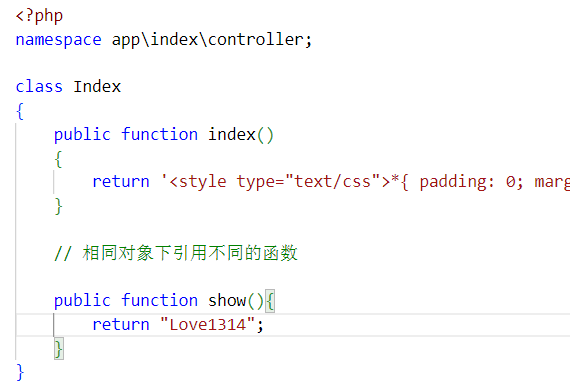 <?php
namespace app\index\controller;
class Index
{
public function index()
{
return '<style type="text/css">*{ padding: 0; marg
}
// 相同对象下引用不同的函数
public function show(){
return "Love1314";
}
}